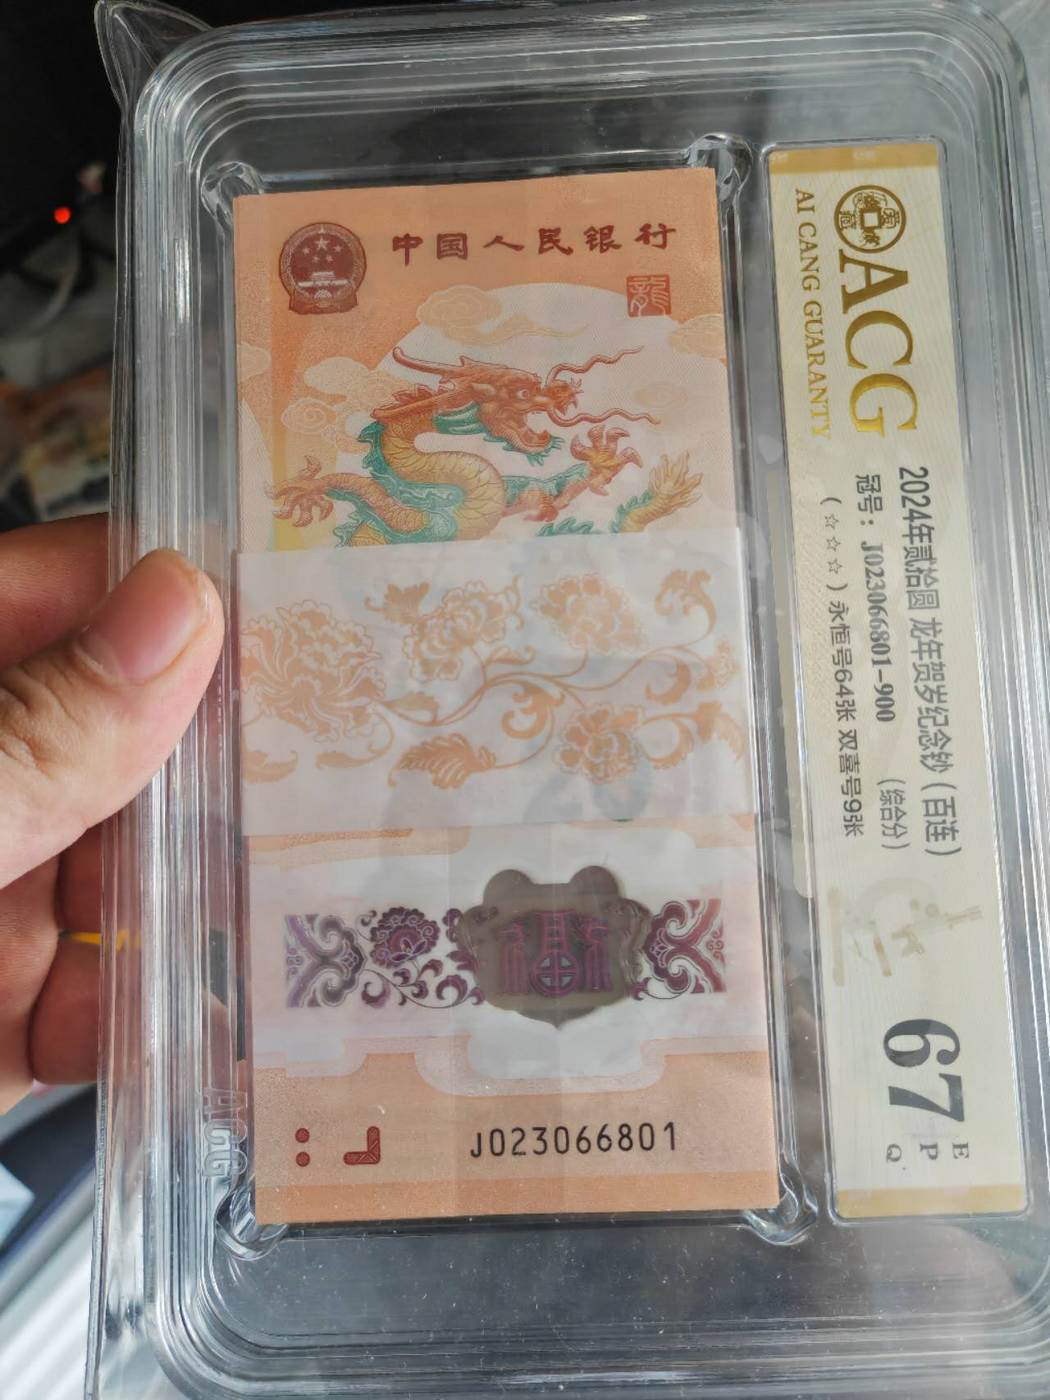 中国人民银行
龍
J023066801
ACG
AI CANG GUARANTY
2024年贰拾圆 龙年贺岁纪念钞（百连）
冠号：J023066801-900 （综合分）
（☆☆☆）永恒号64张 双喜号9张
67
E
P
Q
ACG